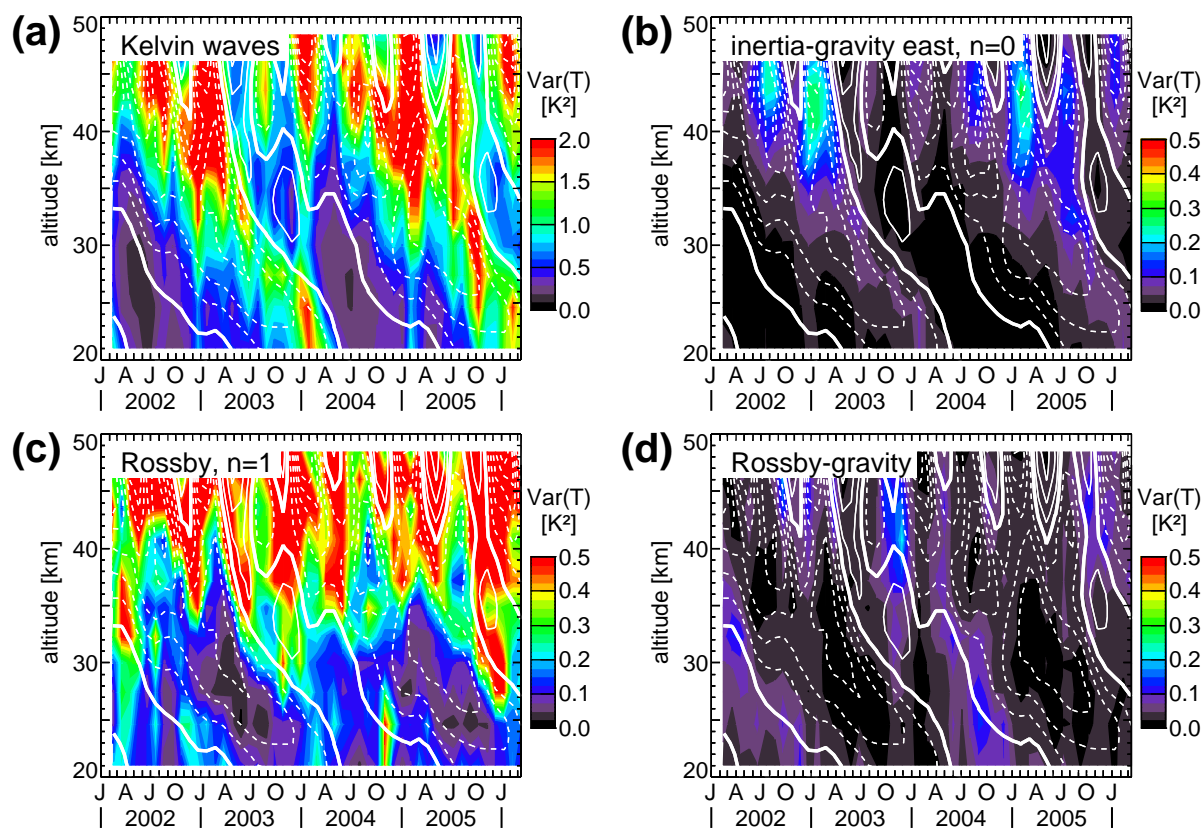 (a)
Kelvin waves
50
40
30
20
altitude [km]
Var(T)
[K²]
2.0
1.5
1.0
0.5
0.0
J A J O J A J O J A J O J A J O J
| 2002 | 2003 | 2004 | 2005 |
(b)
inertia-gravity east, n=0
50
40
30
20
altitude [km]
Var(T)
[K²]
0.5
0.4
0.3
0.2
0.1
0.0
J A J O J A J O J A J O J A J O J
| 2002 | 2003 | 2004 | 2005 |
(c)
Rossby, n=1
50
40
30
20
altitude [km]
Var(T)
[K²]
0.5
0.4
0.3
0.2
0.1
0.0
J A J O J A J O J A J O J A J O J
| 2002 | 2003 | 2004 | 2005 |
(d)
Rossby-gravity
50
40
30
20
altitude [km]
Var(T)
[K²]
0.5
0.4
0.3
0.2
0.1
0.0
J A J O J A J O J A J O J A J O J
| 2002 | 2003 | 2004 | 2005 |